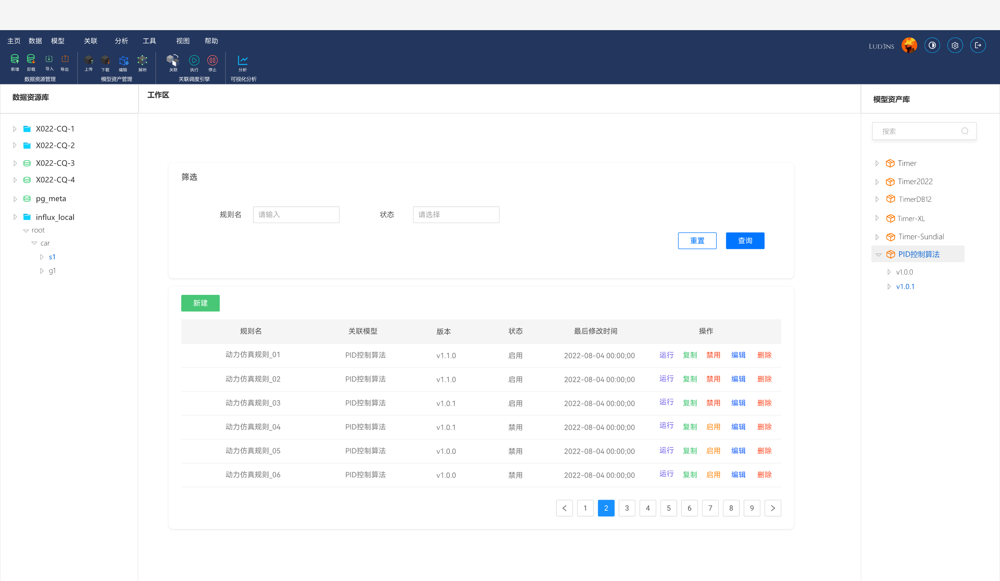 主页 数据 模型 关联 分析 工具 视图 帮助
Lud3ns
新增 卸载 导入 导出 上传 下载 编辑 解析 关联 执行 停止 分析
数据资源管理 模型资产管理 关联调度引擎 可视化分析
数据资源库
X022-CQ-1
X022-CQ-2
X022-CQ-3
X022-CQ-4
pg_meta
influx_local
root
car
s1
g1
工作区
筛选
规则名 请输入 状态 请选择
重置 查询
新建
规则名 关联模型 版本 状态 最后修改时间 操作
动力仿真规则_01 PID控制算法 v1.1.0 启用 2022-08-04 00:00;00 运行 复制 禁用 编辑 删除
动力仿真规则_02 PID控制算法 v1.1.0 启用 2022-08-04 00:00;00 运行 复制 禁用 编辑 删除
动力仿真规则_03 PID控制算法 v1.0.1 启用 2022-08-04 00:00;00 运行 复制 禁用 编辑 删除
动力仿真规则_04 PID控制算法 v1.0.1 禁用 2022-08-04 00:00;00 运行 复制 启用 编辑 删除
动力仿真规则_05 PID控制算法 v1.0.0 禁用 2022-08-04 00:00;00 运行 复制 启用 编辑 删除
动力仿真规则_06 PID控制算法 v1.0.0 禁用 2022-08-04 00:00;00 运行 复制 启用 编辑 删除
< 1 2 3 4 5 6 7 8 9 >
模型资产库
搜索
Timer
Timer2022
TimerDB12
Timer-XL
Timer-Sundial
PID控制算法
v1.0.0
v1.0.1